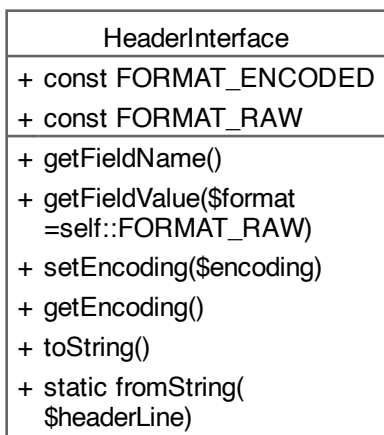 HeaderInterface
+ const FORMAT_ENCODED
+ const FORMAT_RAW
+ getFieldName()
+ getFieldValue($format
=self::FORMAT_RAW)
+ setEncoding($encoding)
+ getEncoding()
+ toString()
+ static fromString(
$headerLine)